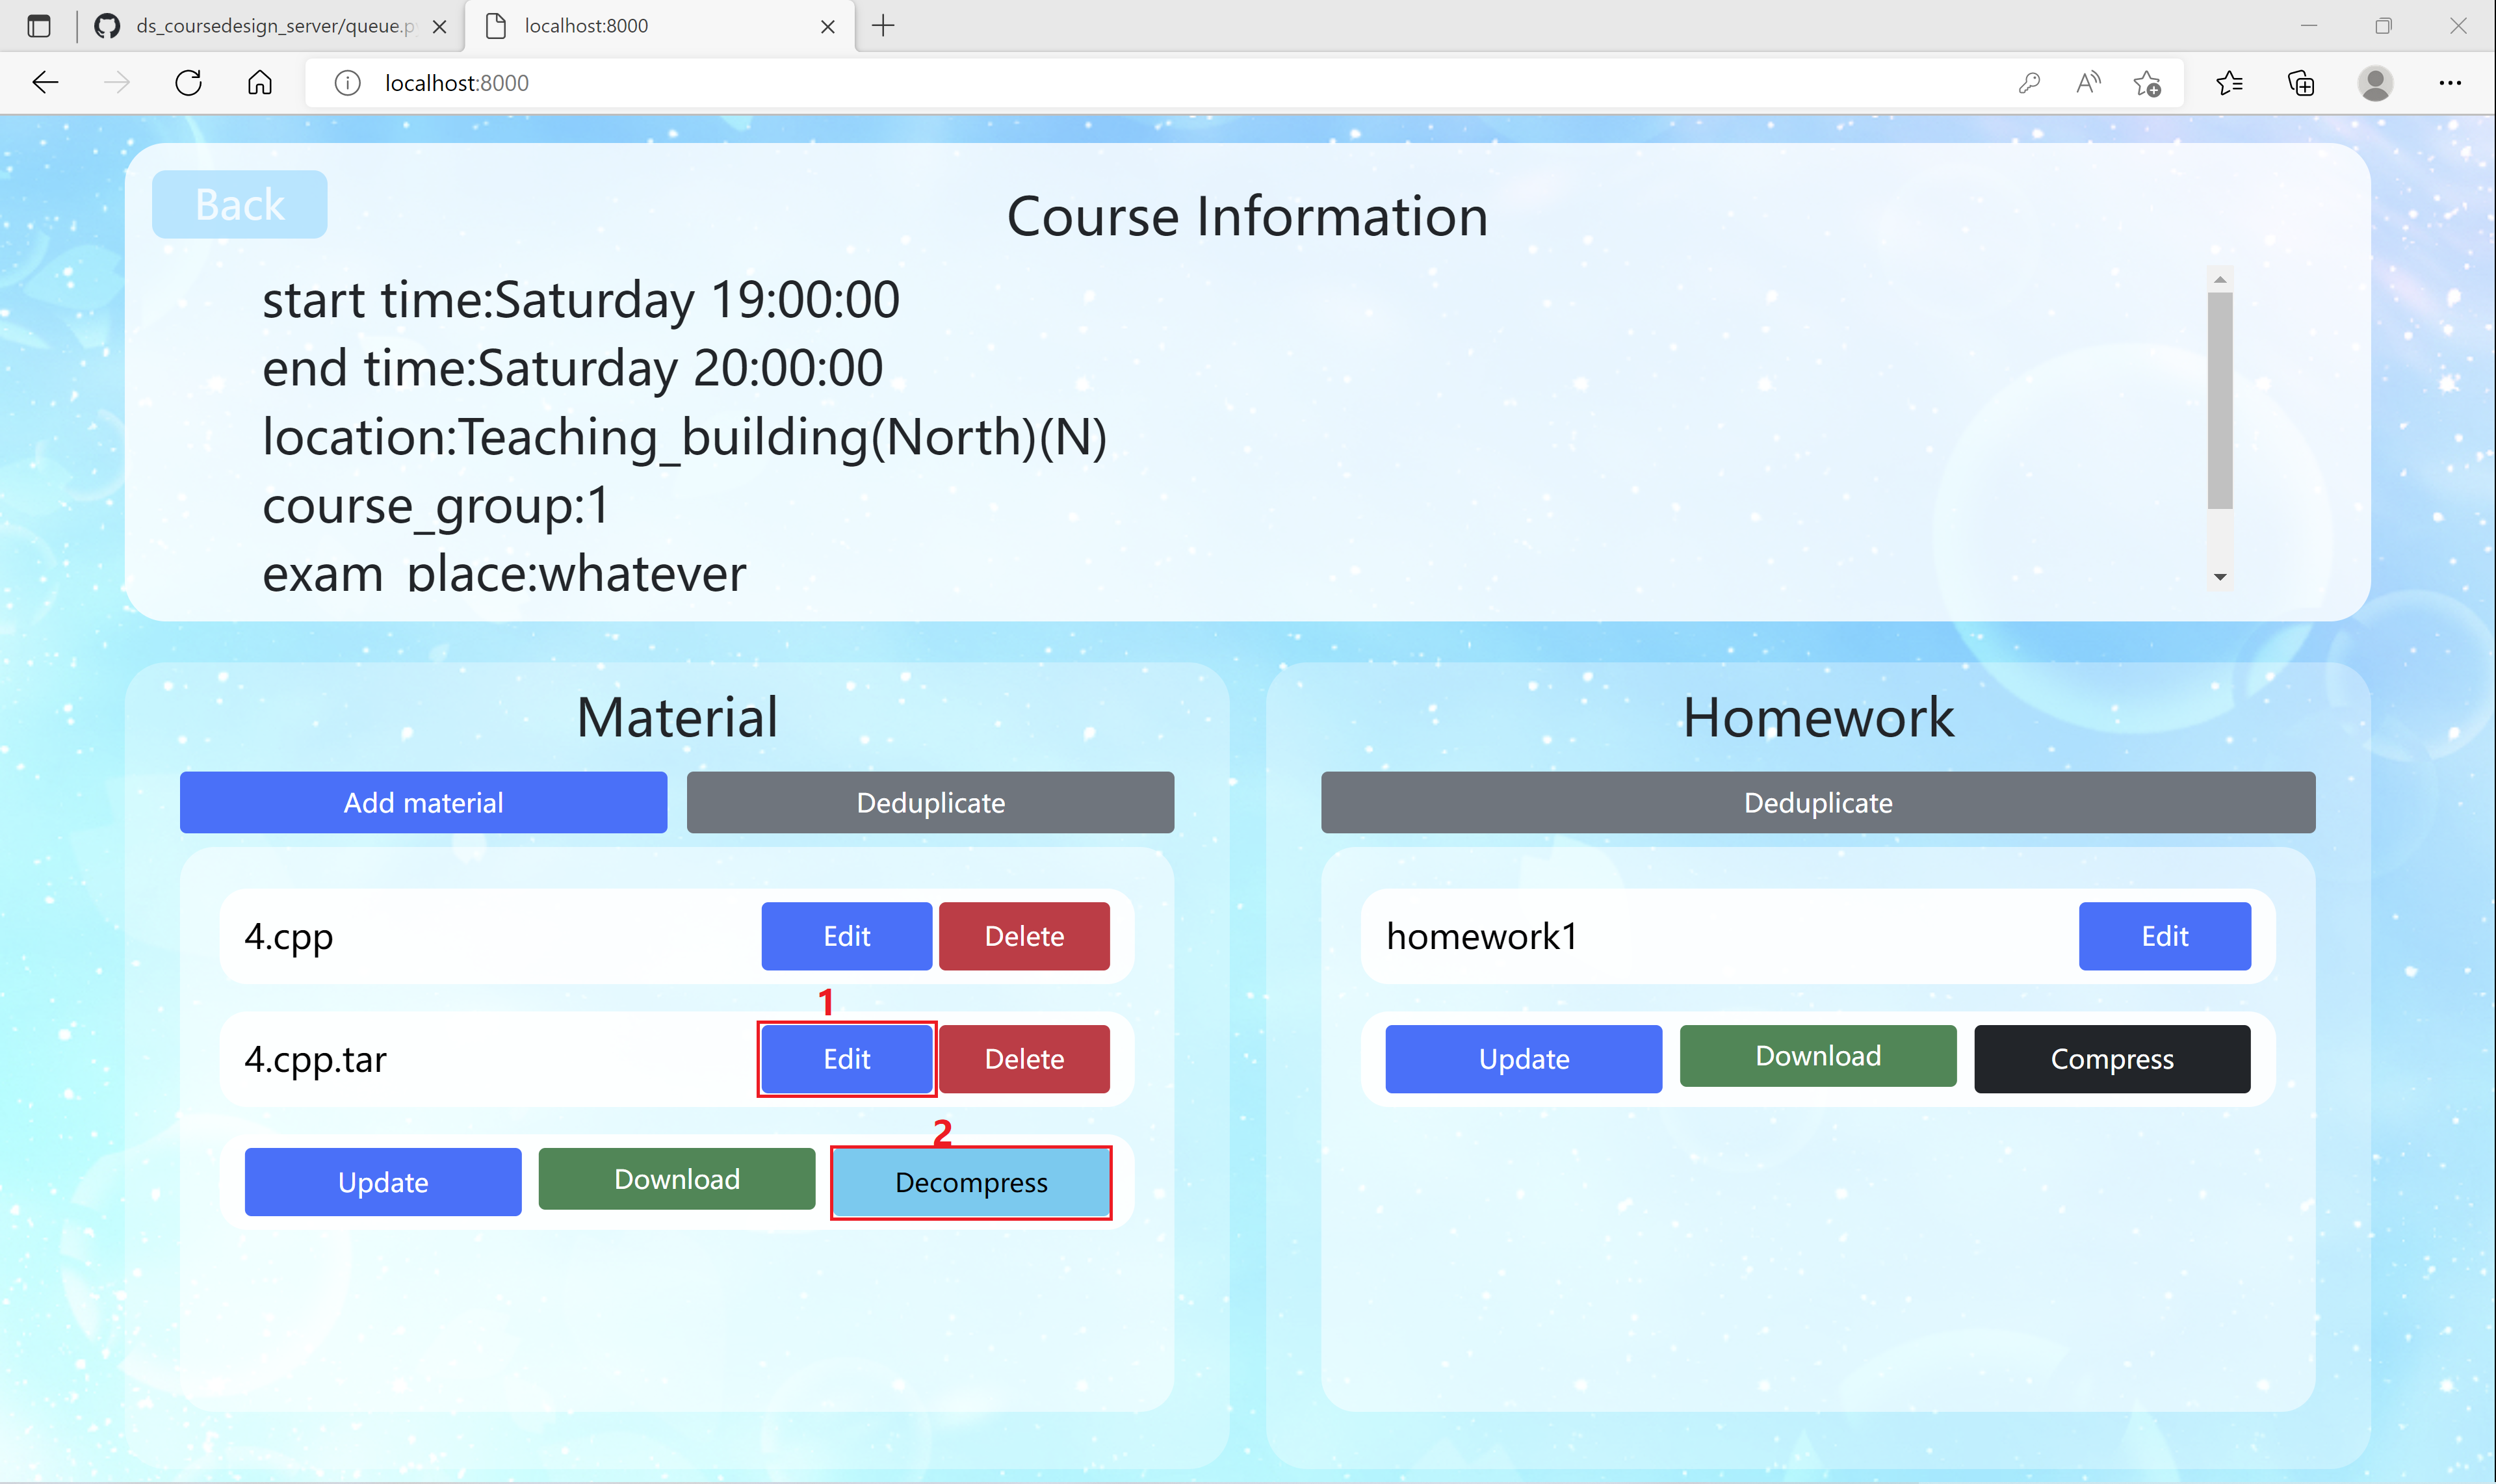 ds_coursedesign_server/queue.p
localhost:8000
localhost:8000
Back
Course Information
start time:Saturday 19:00:00
end time:Saturday 20:00:00
location:Teaching_building(North)(N)
course_group:1
exam_place:whatever
Material
Add material
Deduplicate
4.cpp
Edit
Delete
1
4.cpp.tar
Edit
Delete
2
Update
Download
Decompress
Homework
Deduplicate
homework1
Edit
Update
Download
Compress